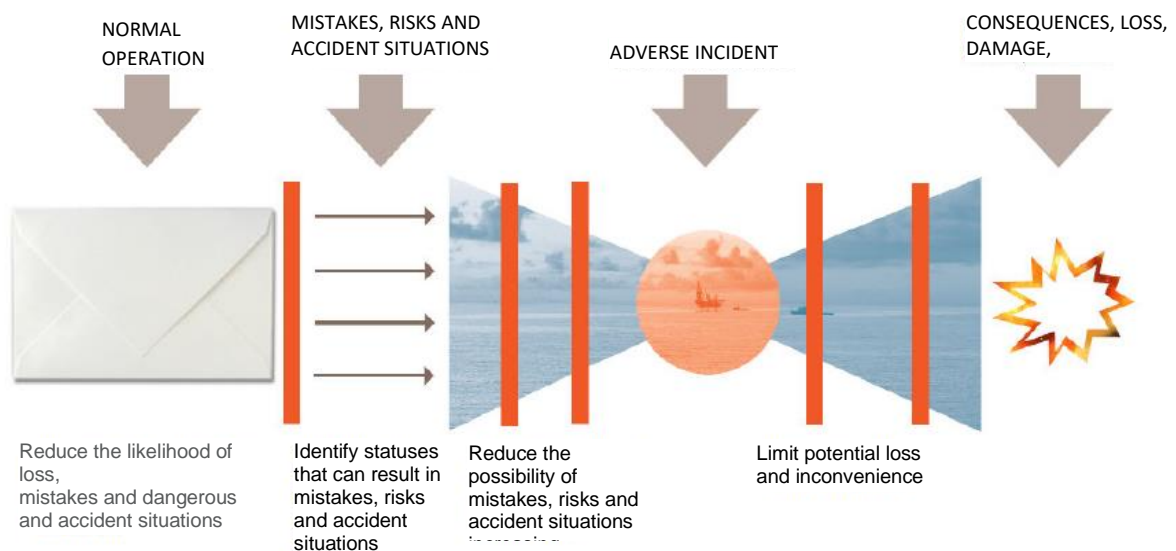 NORMAL
OPERATION
MISTAKES, RISKS AND
ACCIDENT SITUATIONS
ADVERSE INCIDENT
CONSEQUENCES, LOSS,
DAMAGE,
Reduce the likelihood of
loss,
mistakes and dangerous
and accident situations
Identify statuses
that can result in
mistakes, risks
and accident
situations
Reduce the
possibility of
mistakes, risks and
accident situations
increasing
Limit potential loss
and inconvenience